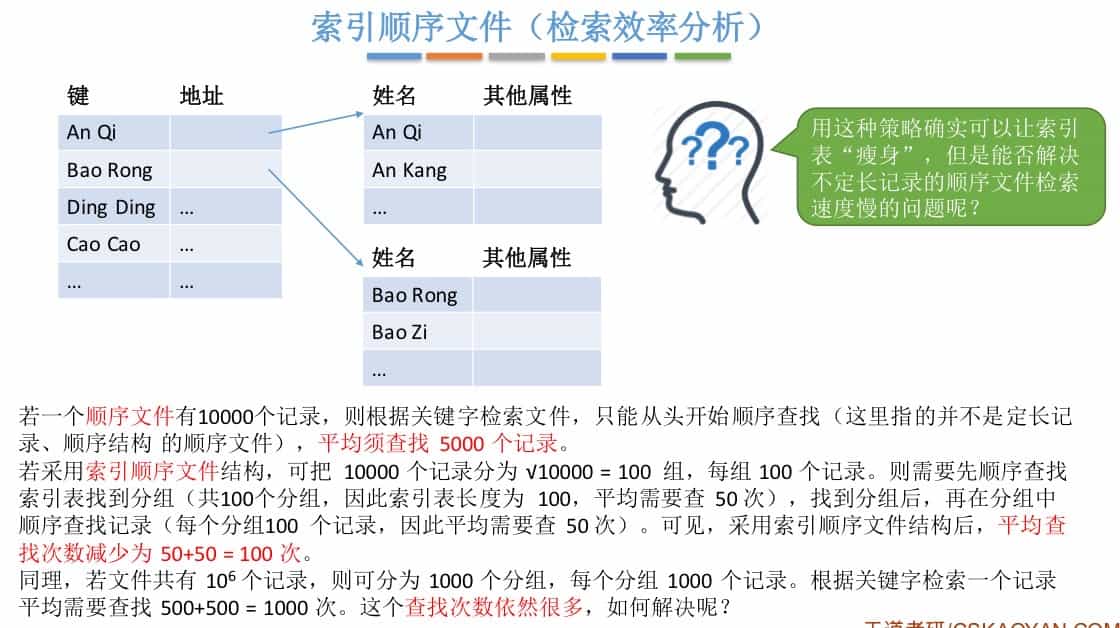 索引顺序文件（检索效率分析）
键 地址
An Qi
Bao Rong
Ding Ding ...
Cao Cao ...
... ...
姓名 其他属性
An Qi
An Kang
...
姓名 其他属性
Bao Rong
Bao Zi
...
???
用这种策略确实可以让索引
表“瘦身”，但是能否解决
不定长记录的顺序文件检索
速度慢的问题呢？
若一个顺序文件有10000个记录，则根据关键字检索文件，只能从头开始顺序查找（这里指的并不是定长记
录、顺序结构 的顺序文件），平均须查找 5000 个记录。
若采用索引顺序文件结构，可把 10000 个记录分为 √10000 = 100 组，每组 100 个记录。则需要先顺序查找
索引表找到分组（共100个分组，因此索引表长度为 100，平均需要查 50 次），找到分组后，再在分组中
顺序查找记录（每个分组100 个记录，因此平均需要查 50 次）。可见，采用索引顺序文件结构后，平均查
找次数减少为 50+50 = 100 次。
同理，若文件共有 10⁶ 个记录，则可分为 1000 个分组，每个分组 1000 个记录。根据关键字检索一个记录
平均需要查找 500+500 = 1000 次。这个查找次数依然很多，如何解决呢？
王道考研/CSKAOYAN.COM